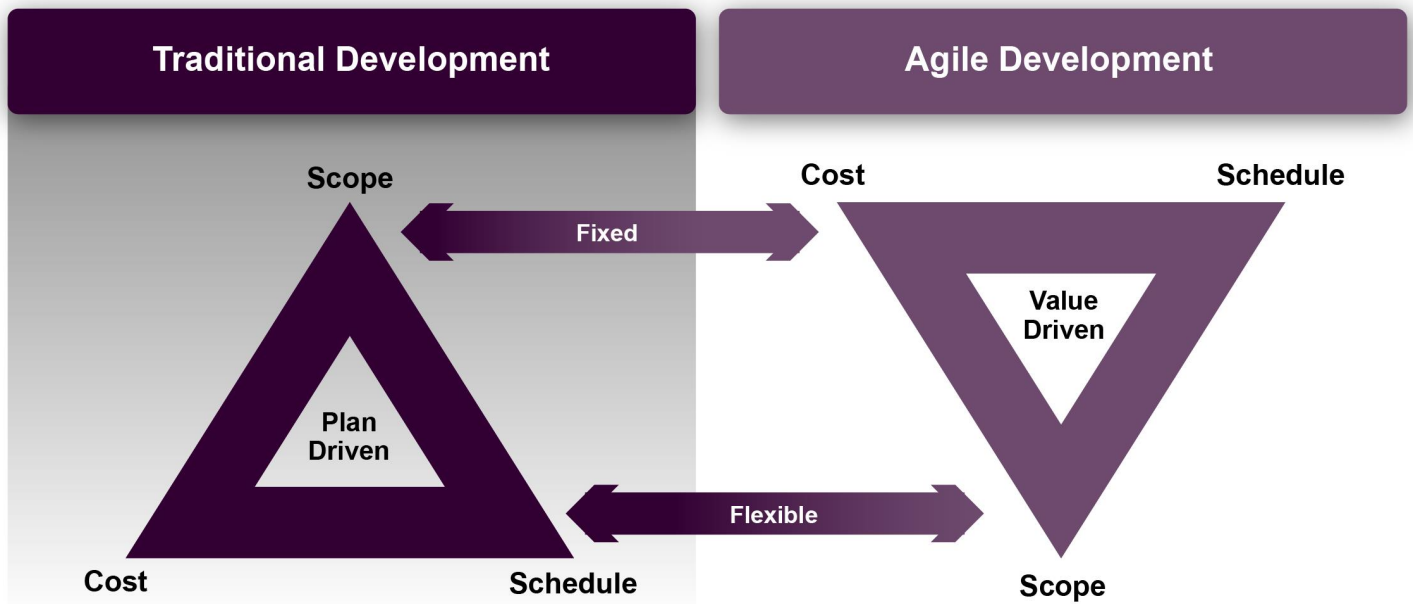 Traditional Development
Agile Development
Scope
Cost
Schedule
Fixed
Value
Driven
Plan
Driven
Flexible
Cost
Schedule
Scope